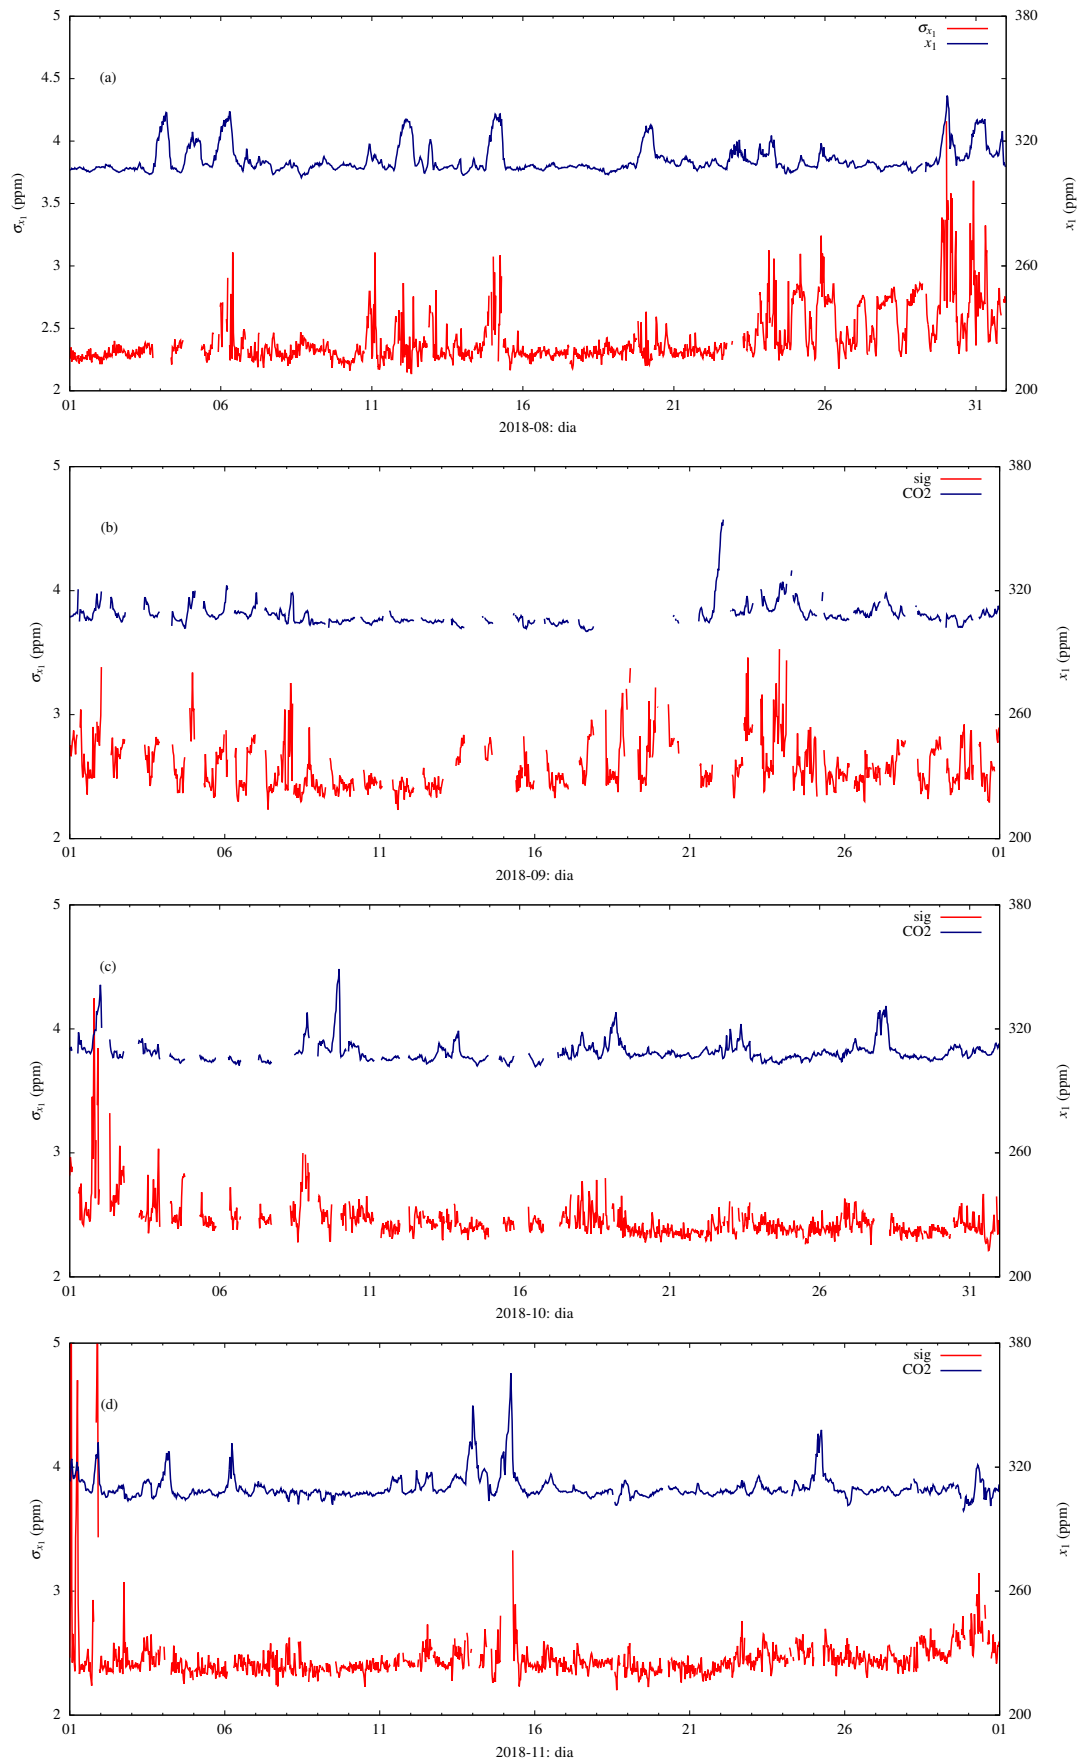 5
4.5
4
3.5
3
2.5
2
380
320
260
200
σx1 (ppm)
x1 (ppm)
(a)
σx1
x1
01 06 11 16 21 26 31
2018-08: dia
5
4
3
2
380
320
260
200
σx1 (ppm)
x1 (ppm)
(b)
sig
CO2
01 06 11 16 21 26 01
2018-09: dia
5
4
3
2
380
320
260
200
σx1 (ppm)
x1 (ppm)
(c)
sig
CO2
01 06 11 16 21 26 31
2018-10: dia
5
4
3
2
380
320
260
200
σx1 (ppm)
x1 (ppm)
(d)
sig
CO2
01 06 11 16 21 26 01
2018-11: dia